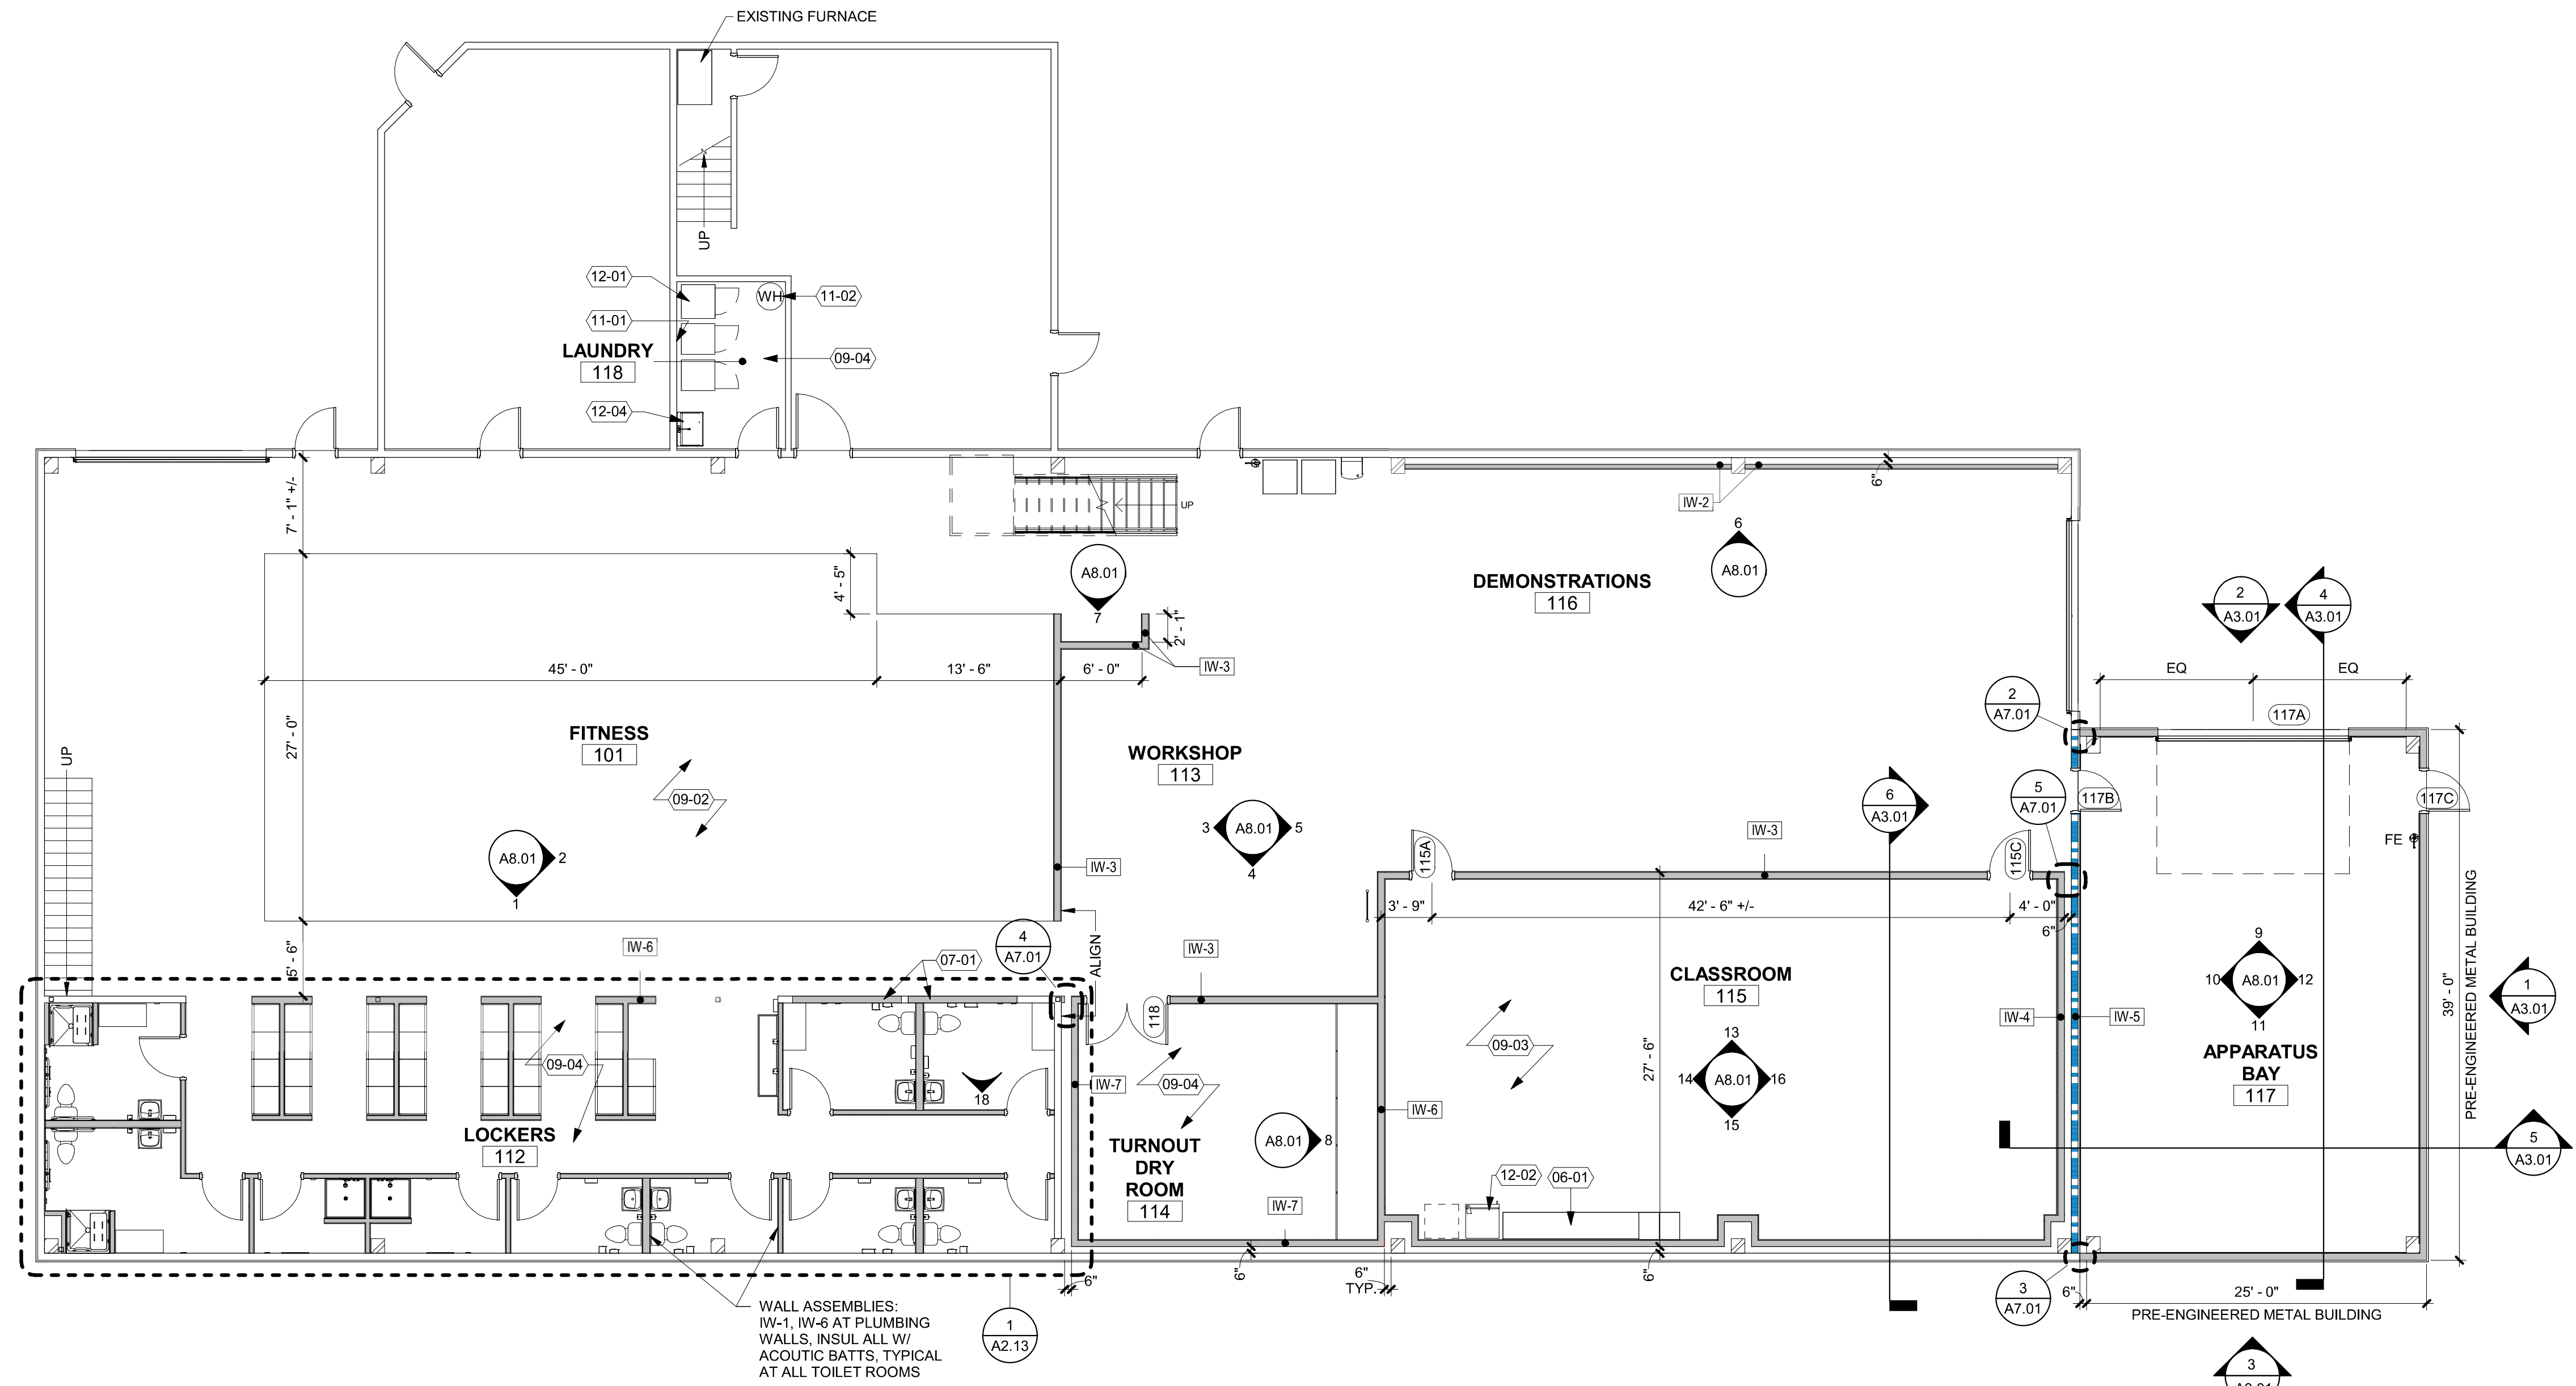 EXISTING FURNACE
UP
12-01
WH
11-02
11-01
LAUNDRY
118
09-04
12-04
7' - 1" +/-
UP
6"
IW-2
6
A8.01
A8.01
7
4' - 5"
2' - 1"
DEMONSTRATIONS
116
2
A3.01
4
A3.01
45' - 0"
13' - 6"
6' - 0"
IW-3
EQ
EQ
2
A7.01
117A
27' - 0"
FITNESS
101
UP
WORKSHOP
113
09-02
5
A7.01
117B
117C
6
A3.01
3
A8.01
5
4
IW-3
FE
A8.01
2
1
IW-3
115A
115C
3' - 9"
42' - 6" +/-
4' - 0"
6"
PRE-ENGINEERED METAL BUILDING
39' - 0"
5' - 6"
IW-6
07-01
4
A7.01
ALIGN
IW-3
CLASSROOM
115
9
10
A8.01
12
11
1
A3.01
118
IW-4
IW-5
09-03
27' - 6"
09-04
18
IW-7
09-04
13
14
A8.01
16
15
APPARATUS
BAY
117
IW-6
LOCKERS
112
TURNOUT
DRY
ROOM
114
A8.01
8
5
A3.01
12-02
06-01
IW-7
6"
6"
6"
TYP.
6"
WALL ASSEMBLIES:
IW-1, IW-6 AT PLUMBING
WALLS, INSUL ALL W/
ACOUTIC BATTS, TYPICAL
AT ALL TOILET ROOMS
1
A2.13
3
A7.01
6"
25' - 0"
PRE-ENGINEERED METAL BUILDING
3